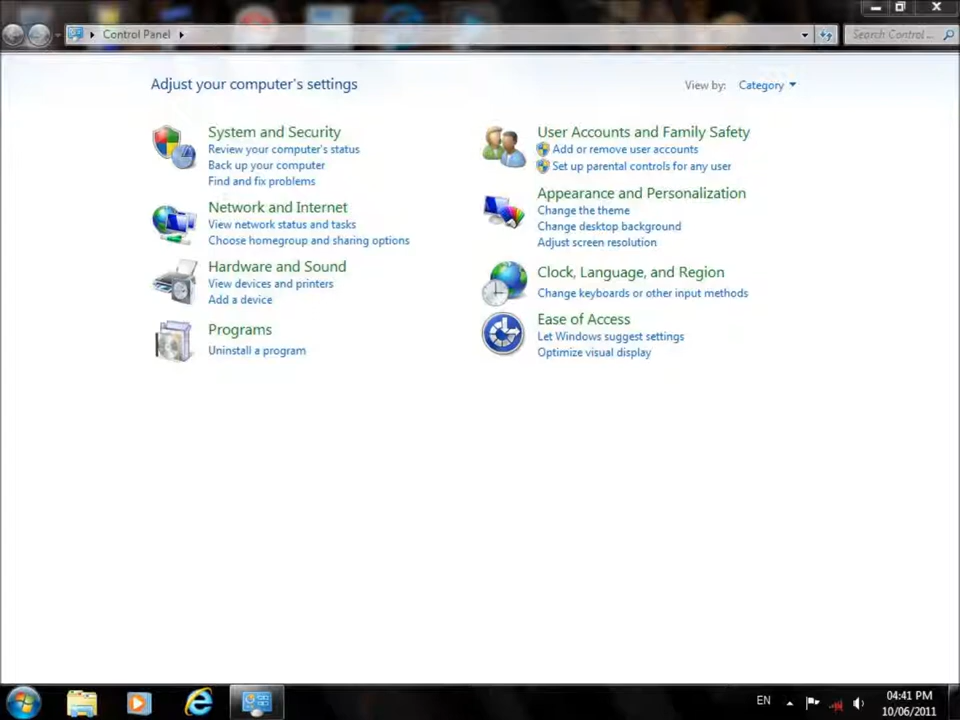 Control Panel
Search Control ...
Adjust your computer's settings
View by: Category
System and Security
Review your computer's status
Back up your computer
Find and fix problems
Network and Internet
View network status and tasks
Choose homegroup and sharing options
Hardware and Sound
View devices and printers
Add a device
Programs
Uninstall a program
User Accounts and Family Safety
Add or remove user accounts
Set up parental controls for any user
Appearance and Personalization
Change the theme
Change desktop background
Adjust screen resolution
Clock, Language, and Region
Change keyboards or other input methods
Ease of Access
Let Windows suggest settings
Optimize visual display
EN
04:41 PM
10/06/2011